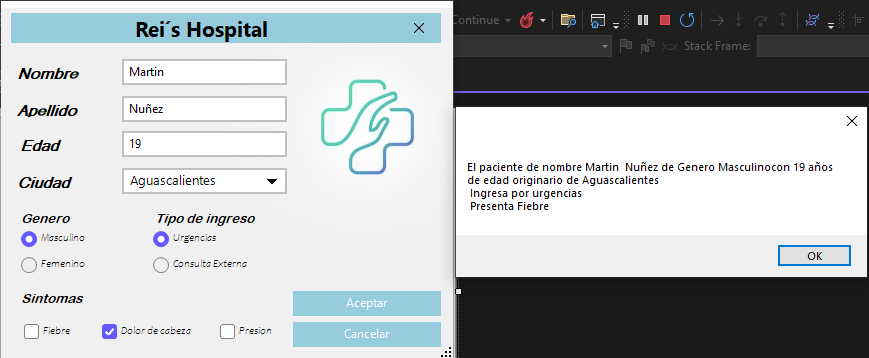 Rei´s Hospital
Continue
Stack Frame:
Nombre
Martin
Apellido
Nuñez
Edad
19
Ciudad
Aguascalientes
Genero
Tipo de ingreso
Masculino
Urgencias
Femenino
Consulta Externa
Sintomas
Fiebre
Dolor de cabeza
Presion
Aceptar
Cancelar
El paciente de nombre Martin  Nuñez de Genero Masculinocon 19 años
de edad originario de Aguascalientes
Ingresa por urgencias
Presenta Fiebre
OK